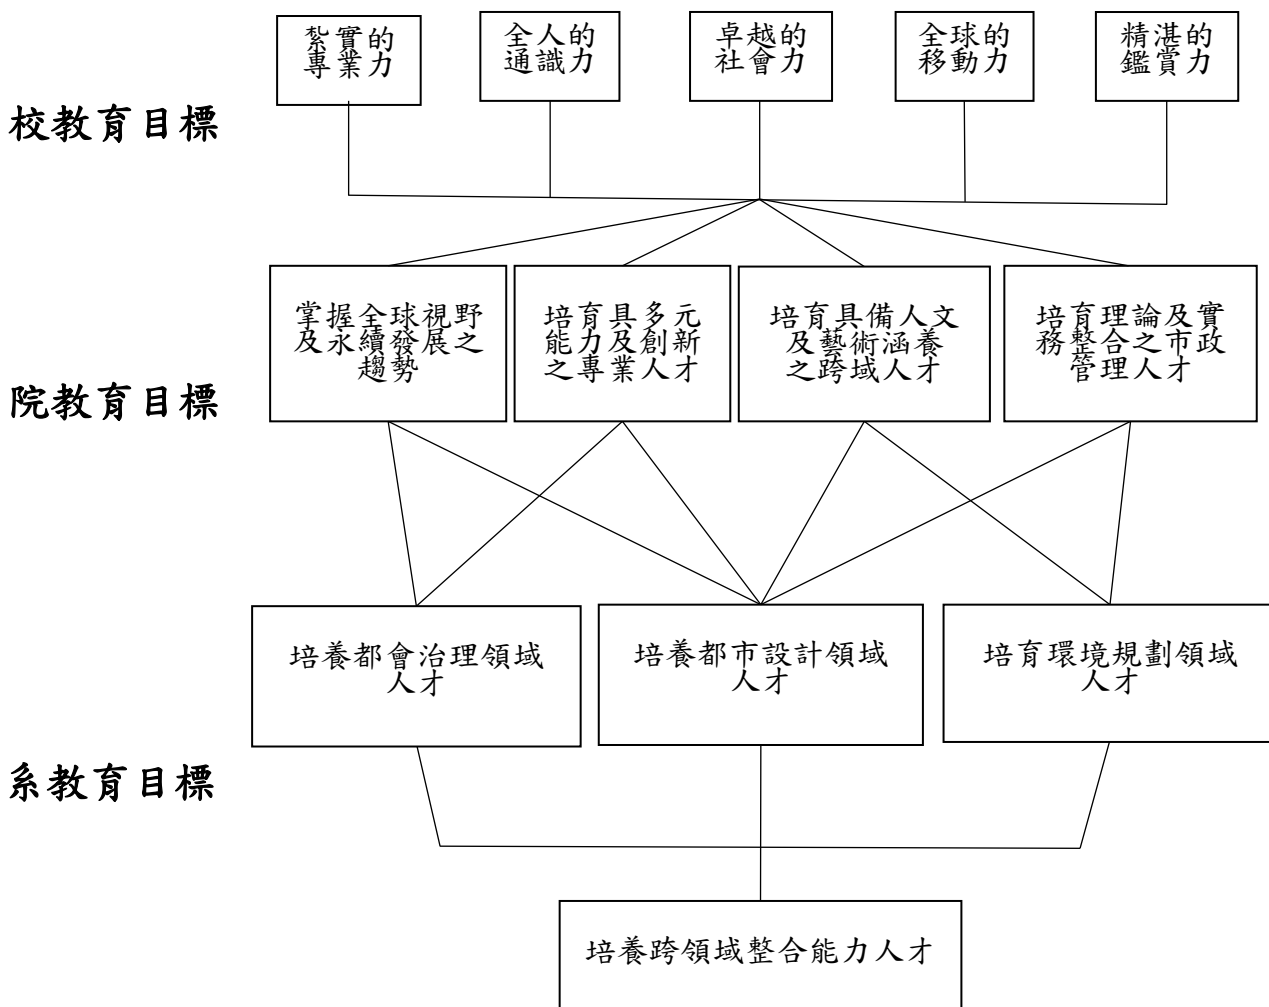 紮實的
專業力
全人的
通識力
卓越的
社會力
全球的
移動力
精湛的
鑑賞力
校教育目標
掌握全球視野
及永續發展之
趨勢
培育具多元
能力及創新
之專業人才
培育具備人文
及藝術涵養
之跨域人才
培育理論及實
務整合之市政
管理人才
院教育目標
培養都會治理領域
人才
培養都市設計領域
人才
培育環境規劃領域
人才
系教育目標
培養跨領域整合能力人才